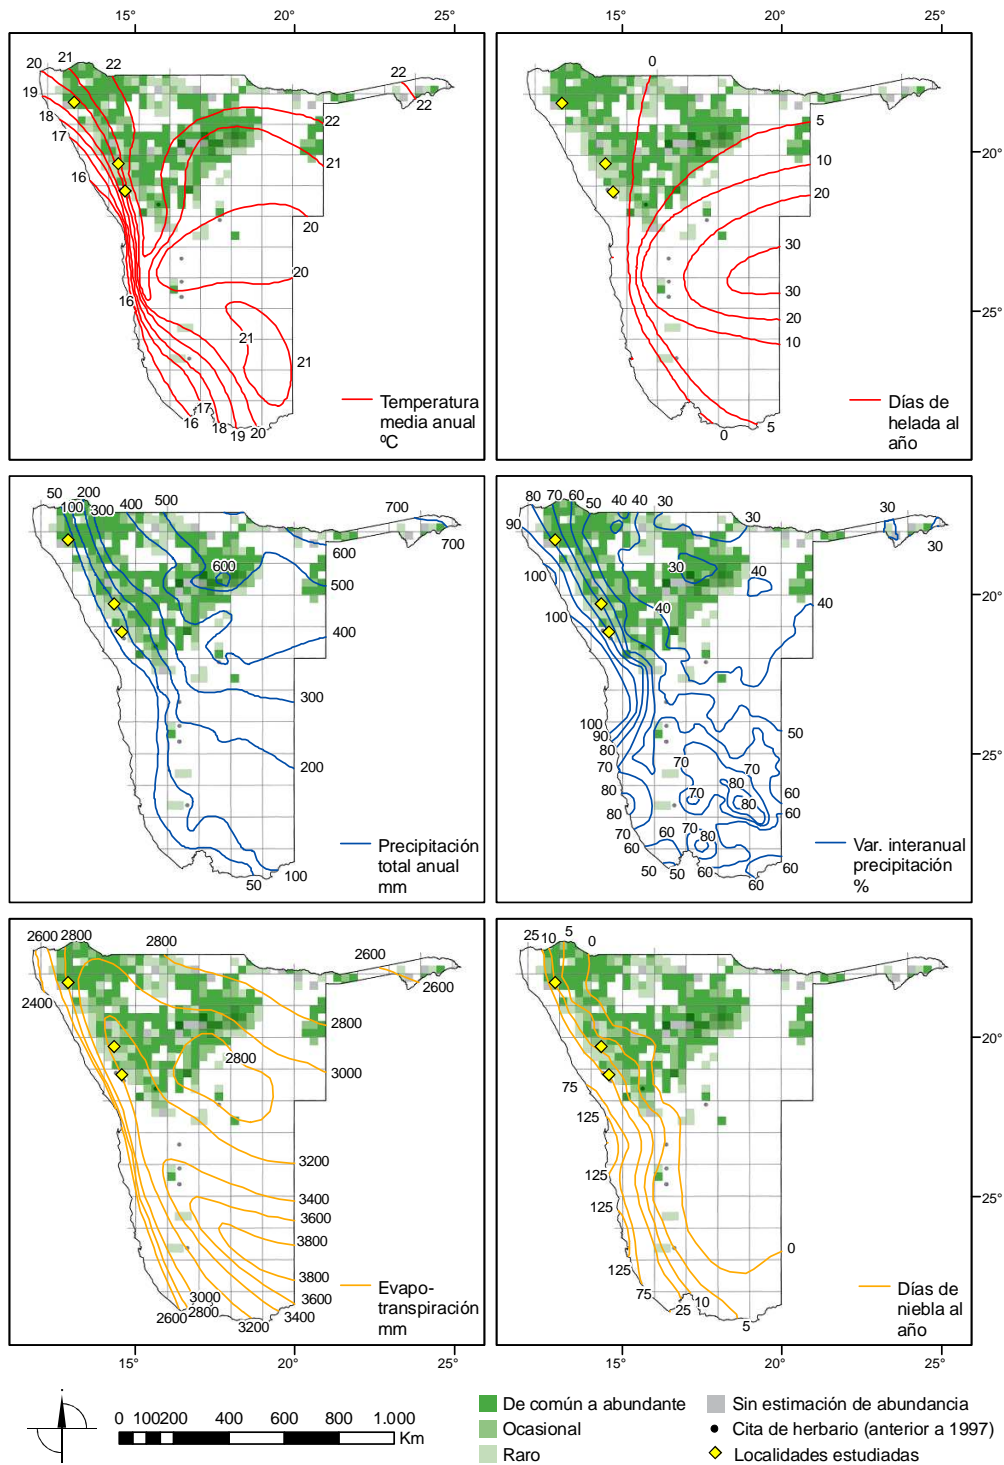 15° 20° 25° 15° 20° 25°
20 21 22
19
18
17
16
22
22
22
21
20
20
16
21
21
16 17 18 19 20
Temperatura
media anual
ºC
0
5
10
20
30
30
20
10
0 5
Días de
helada al
año
20°
25°
50 100 200 300 400 500
700
700
600
600
500
400
300
200
100
50
Precipitación
total anual
mm
80 70 60 50 40 40 30
90
100
100
30
30
30
30
40
40
40
100
90
80
70
50
70
70
70
80
80
60
60
80
80
70
60
60
70
80
50 50 60 60 60
Var. interanual
precipitación
%
20°
25°
2600 2800 2800
2400
2600
2600
2800
2800
3000
3200
3400
3600
3800
3800
3600
3400
3200
3000
2800
2600
Evapo-
transpiración
mm
25 10 5 0
75
125
125
125
125
75
25
10
5
0
Días de
niebla al
año
20°
25°
15° 20° 25° 15° 20° 25°
0 100 200 400 600 800 1.000
Km
De común a abundante
Ocasional
Raro
Sin estimación de abundancia
Cita de herbario (anterior a 1997)
Localidades estudiadas